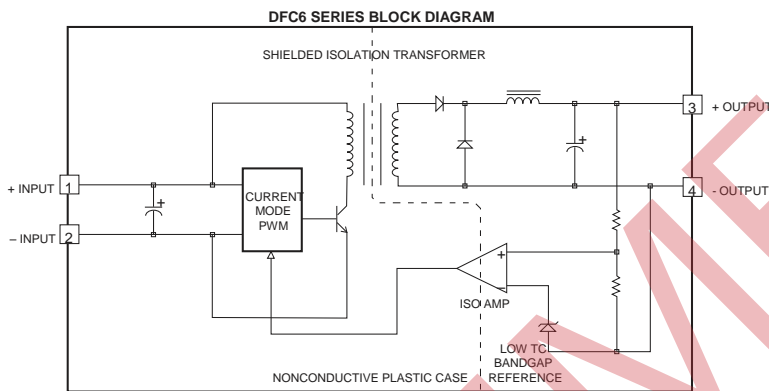 DFC6 SERIES BLOCK DIAGRAM
SHIELDED ISOLATION TRANSFORMER
3
+ OUTPUT
+
+ INPUT
1
4
- OUTPUT
+
CURRENT
MODE
PWM
– INPUT
2
+
–
ISO AMP
LOW TC
BANDGAP
REFERENCE
NONCONDUCTIVE PLASTIC CASE